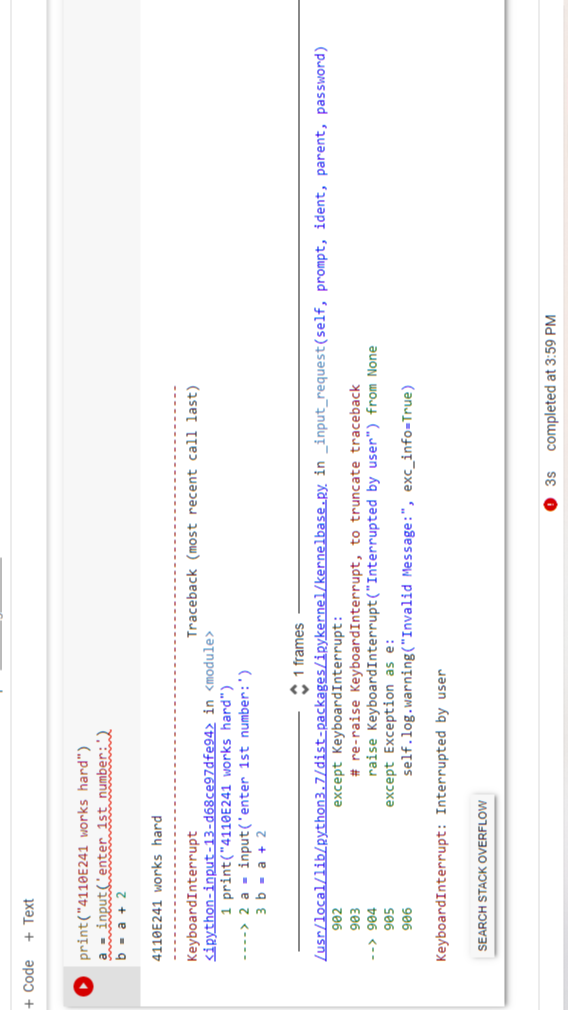 + Code + Text
print("4110E241 works hard")
a = input('enter 1st number:')
b = a + 2
4110E241 works hard
---------------------------------------------------------------------------
KeyboardInterrupt                         Traceback (most recent call last)
<ipython-input-13-d68ce97dfe94> in <module>
      1 print("4110E241 works hard")
----> 2 a = input('enter 1st number:')
      3 b = a + 2
1 frames
/usr/local/lib/python3.7/dist-packages/ipykernel/kernelbase.py in _input_request(self, prompt, ident, parent, password)
    902             except KeyboardInterrupt:
    903                 # re-raise KeyboardInterrupt, to truncate traceback
--> 904                 raise KeyboardInterrupt("Interrupted by user") from None
    905             except Exception as e:
    906                 self.log.warning("Invalid Message:", exc_info=True)
KeyboardInterrupt: Interrupted by user
SEARCH STACK OVERFLOW
3s completed at 3:59 PM